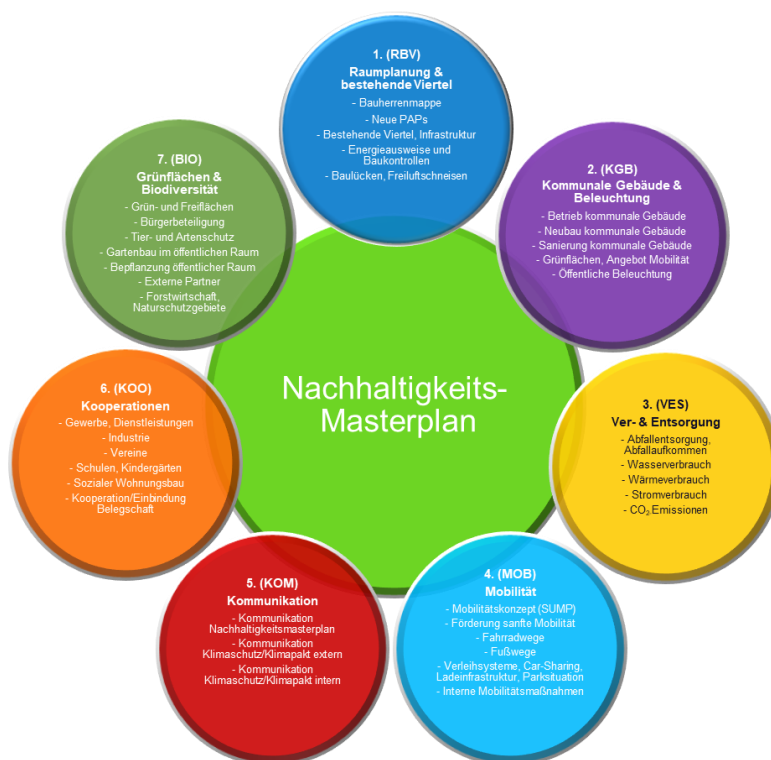 1. (RBV)
Raumplanung &
bestehende Viertel
- Bauherrenmappe
- Neue PAPs
- Bestehende Viertel, Infrastruktur
- Energieausweise und
Baukontrollen
- Baulücken, Freiluftschneisen
2. (KGB)
Kommunale Gebäude &
Beleuchtung
- Betrieb kommunale Gebäude
- Neubau kommunale Gebäude
- Sanierung kommunale Gebäude
- Grünflächen, Angebot Mobilität
- Öffentliche Beleuchtung
3. (VES)
Ver- & Entsorgung
- Abfallentsorgung,
Abfallaufkommen
- Wasserverbrauch
- Wärmeverbrauch
- Stromverbrauch
- CO₂.Emissionen
4. (MOB)
Mobilität
- Mobilitätskonzept (SUMP)
- Förderung sanfte Mobilität
- Fahrradwege
- Fußwege
- Verleihsysteme, Car-Sharing,
Ladeinfrastruktur, Parksituation
- Interne Mobilitätsmaßnahmen
5. (KOM)
Kommunikation
- Kommunikation
Nachhaltigkeitsmasterplan
- Kommunikation
Klimaschutz/Klimapakt extern
- Kommunikation
Klimaschutz/Klimapakt intern
6. (KOO)
Kooperationen
- Gewerbe, Dienstleistungen
- Industrie
- Vereine
- Schulen, Kindergärten
- Sozialer Wohnungsbau
- Kooperation/Einbindung
Belegschaft
7. (BIO)
Grünflächen &
Biodiversität
- Grün- und Freiflächen
- Bürgerbeteiligung
- Tier- und Artenschutz
- Gartenbau im öffentlichen Raum
- Bepflanzung öffentlicher Raum
- Externe Partner
- Forstwirtschaft,
Naturschutzgebiete
Nachhaltigkeits-
Masterplan